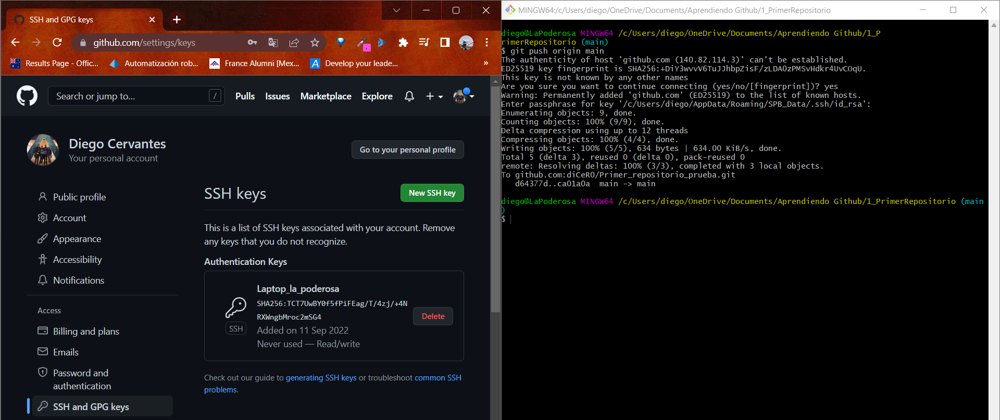 SSH and GPG keys
github.com/settings/keys
Results Page - Offic...
Automatización rob...
France Alumni [Mex...
Develop your leade...
»
Search or jump to...
/
Pulls
Issues
Marketplace
Explore
Diego Cervantes
Your personal account
Go to your personal profile
Public profile
Account
Appearance
Accessibility
Notifications
Access
Billing and plans
Emails
Password and
authentication
SSH and GPG keys
SSH keys
New SSH key
This is a list of SSH keys associated with your account. Remove
any keys that you do not recognize.
Authentication Keys
Laptop_la_poderosa
SHA256:TCT7UwBY0f5fPiFEag/T/4zj/+4N
RXWngbMroc2mSG4
SSH
Added on 11 Sep 2022
Never used — Read/write
Delete
Check out our guide to generating SSH keys or troubleshoot common SSH
problems.
MINGW64:/c/Users/diego/OneDrive/Documents/Aprendiendo Github/1_PrimerRepositorio
diego@LaPoderosa MINGW64 /c/Users/diego/OneDrive/Documents/Aprendiendo Github/1_P
rimerRepositorio (main)
$ git push origin main
The authenticity of host 'github.com (140.82.114.3)' can't be established.
ED25519 key fingerprint is SHA256:+DiY3wvvV6TuJJhbpZisF/zLDA0zPMSvHdkr4UvCOqU.
This key is not known by any other names
Are you sure you want to continue connecting (yes/no/[fingerprint])? yes
Warning: Permanently added 'github.com' (ED25519) to the list of known hosts.
Enter passphrase for key '/c/Users/diego/AppData/Roaming/SPB_Data/.ssh/id_rsa':
Enumerating objects: 9, done.
Counting objects: 100% (9/9), done.
Delta compression using up to 12 threads
Compressing objects: 100% (4/4), done.
Writing objects: 100% (5/5), 634 bytes | 634.00 KiB/s, done.
Total 5 (delta 3), reused 0 (delta 0), pack-reused 0
remote: Resolving deltas: 100% (3/3), completed with 3 local objects.
To github.com:diCeR0/Primer_repositorio_prueba.git
d64377d..ca01a0a  main -> main
diego@LaPoderosa MINGW64 /c/Users/diego/OneDrive/Documents/Aprendiendo Github/1_PrimerRepositorio (main
)
$